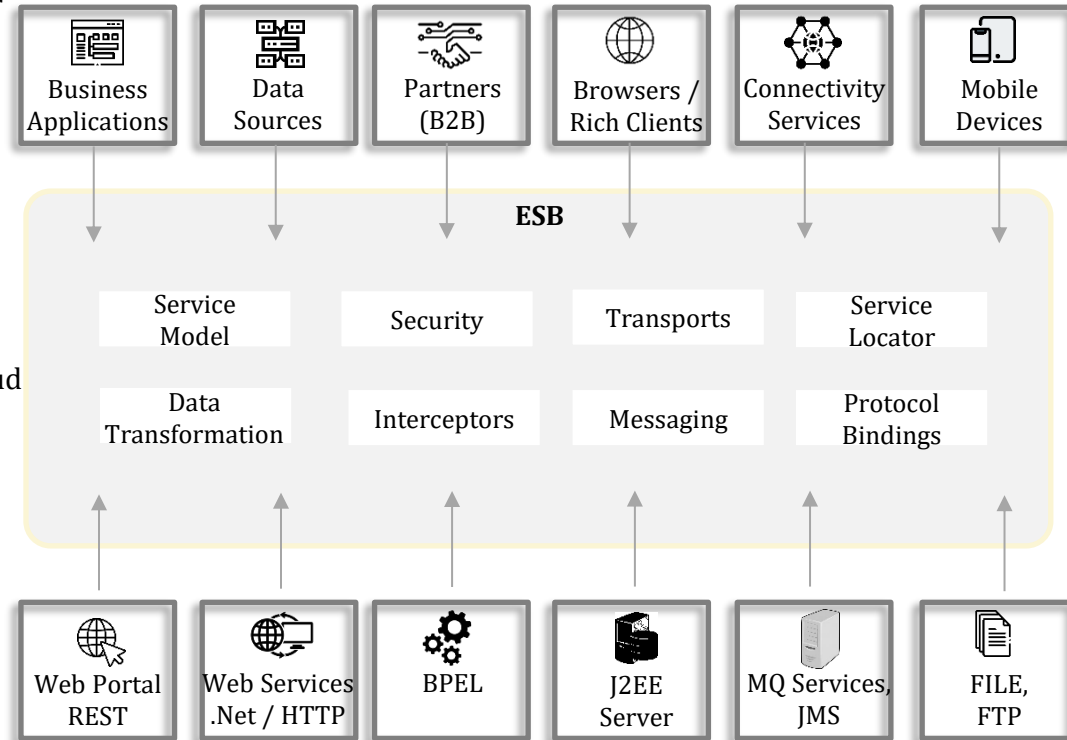 Business
Applications
Data
Sources
Partners
(B2B)
Browsers /
Rich Clients
Connectivity
Services
Mobile
Devices
ESB
Service
Model
Security
Transports
Service
Locator
Data
Transformation
Interceptors
Messaging
Protocol
Bindings
Web Portal
REST
Web Services
.Net / HTTP
BPEL
J2EE
Server
MQ Services,
JMS
FILE,
FTP